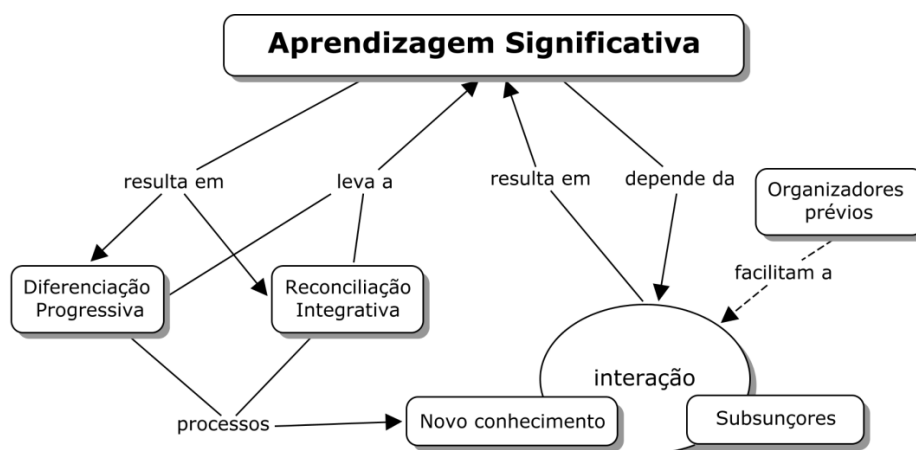 Aprendizagem Significativa
resulta em
leva a
resulta em
depende da
Organizadores
prévios
facilitam a
Diferenciação
Progressiva
Reconciliação
Integrativa
interação
processos
Novo conhecimento
Subsunçores